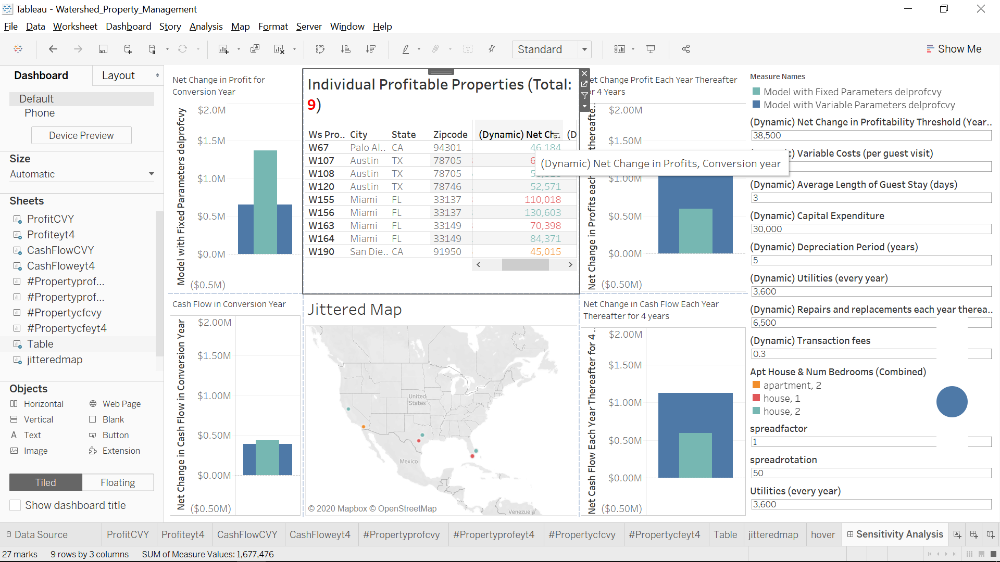 Tableau - Watershed_Property_Management
File Data Worksheet Dashboard Story Analysis Map Format Server Window Help
Standard
Show Me
Dashboard
Layout
Default
Phone
Device Preview
Size
Automatic
Sheets
ProfitCVY
Profiteyt4
CashFlowCVY
CashFloweyt4
#Propertyprof...
#Propertyprof...
#Propertycfcvy
#Propertycfeyt4
Table
jitteredmap
Objects
Horizontal Web Page
Vertical Blank
Text Button
Image Extension
Tiled Floating
Show dashboard title
Net Change in Profit for
Conversion Year
Model with Fixed Parameters delprofcvy
$2.0M
$1.5M
$1.0M
$0.5M
$0.0M
($0.5M)
Individual Profitable Properties (Total:
9)
Ws Pro.. City State Zipcode (Dynamic) Net Ch (D
W67 Palo Al.. CA 94301 46,184
W107 Austin TX 78705 6
W108 Austin TX 78705
W120 Austin TX 78746 52,571
W155 Miami FL 33137 110,018
W156 Miami FL 33137 130,603
W163 Miami FL 33149 70,398
W164 Miami FL 33149 84,371
W190 San Die.. CA 91950 45,015
(Dynamic) Net Change in Profits, Conversion year
et Change Profit Each Year Thereafter
r 4 Years
Net Change in Profits each thereafte..
$2.00M
$1.50M
$1.00M
$0.50M
$0.00M
($0.50M)
Cash Flow in Conversion Year
Net Change in Cash Flow in Conversion Year
$2.00M
$1.50M
$1.00M
$0.50M
$0.00M
($0.50M)
Jittered Map
United
States
Mexico
Venezuela
© 2020 Mapbox © OpenStreetMap
Net Change in Cash Flow Each Year
Thereafter for 4 years
Net Cash Flow Each Year Thereafter for 4 ..
$2.00M
$1.50M
$1.00M
$0.50M
$0.00M
($0.50M)
Measure Names
Model with Fixed Parameters delprofcvy
Model with Variable Parameters delprofcvy
(Dynamic) Net Change in Profitability Threshold (Year..
38,500
c) Variable Costs (per guest visit)
(Dynamic) Average Length of Guest Stay (days)
3
(Dynamic) Capital Expenditure
30,000
(Dynamic) Depreciation Period (years)
5
(Dynamic) Utilities (every year)
3,600
(Dynamic) Repairs and replacements each year therea..
6,500
(Dynamic) Transaction fees
0.3
Apt House & Num Bedrooms (Combined)
apartment, 2
house, 1
house, 2
spreadfactor
1
spreadrotation
50
Utilities (every year)
3,600
Data Source ProfitCVY Profiteyt4 CashFlowCVY CashFloweyt4 #Propertyprofcvy #Propertyprofeyt4 #Propertycfcvy #Propertycfeyt4 Table jitteredmap hover Sensitivity Analysis
27 marks 9 rows by 3 columns SUM of Measure Values: 1,677,476